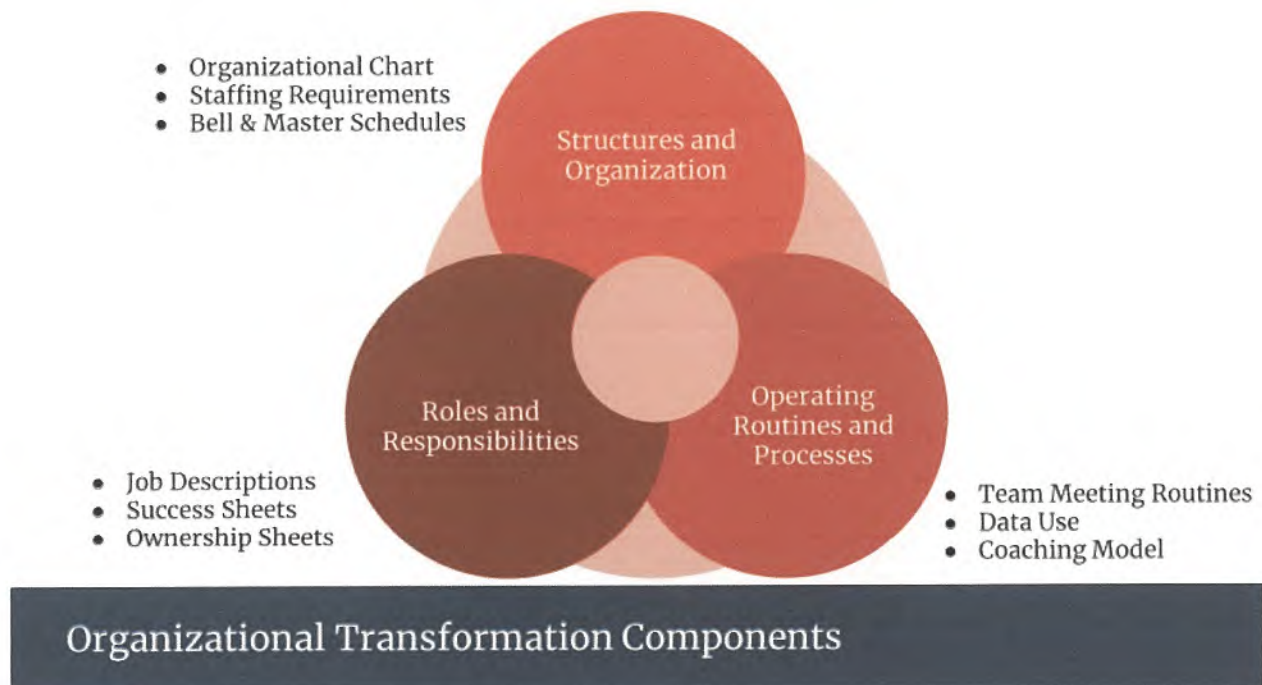 • Organizational Chart
• Staffing Requirements
• Bell & Master Schedules
Structures and
Organization
Roles and
Responsibilities
Operating
Routines and
Processes
• Job Descriptions
• Success Sheets
• Ownership Sheets
• Team Meeting Routines
• Data Use
• Coaching Model
Organizational Transformation Components